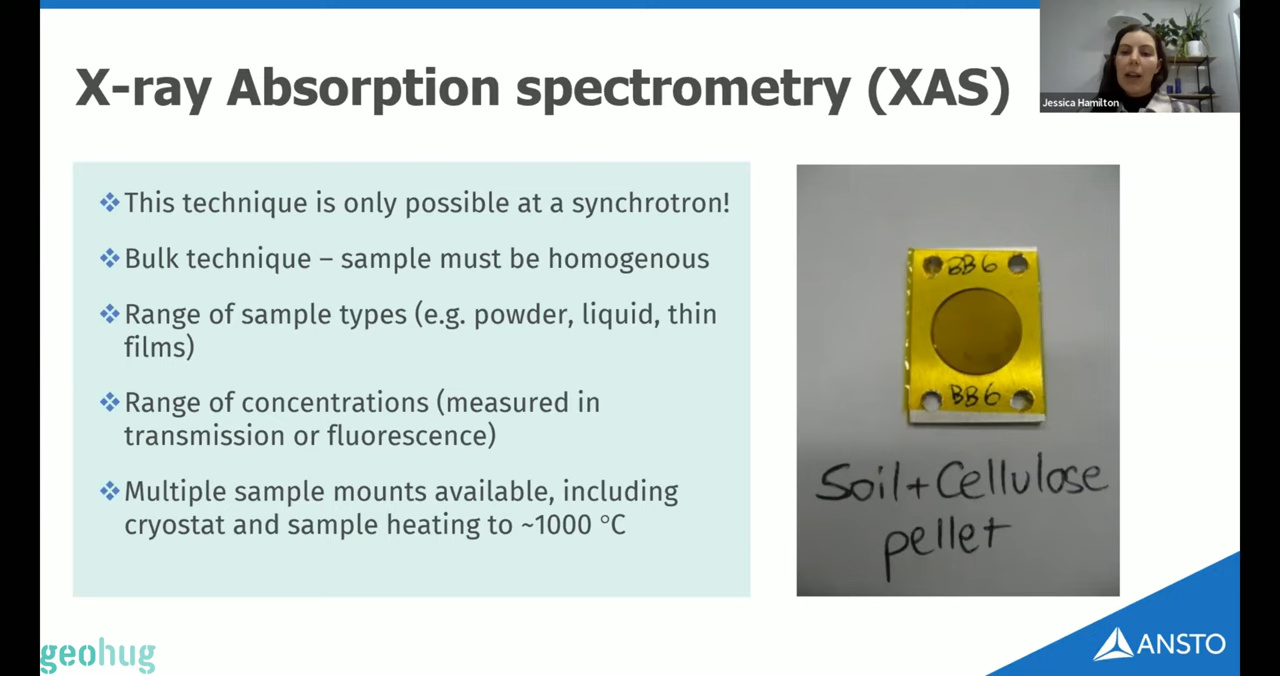 X-ray Absorption spectrometry (XAS)
Jessica Hamilton
❖This technique is only possible at a synchrotron!
❖Bulk technique – sample must be homogenous
❖Range of sample types (e.g. powder, liquid, thin
films)
❖Range of concentrations (measured in
transmission or fluorescence)
❖Multiple sample mounts available, including
cryostat and sample heating to ~1000 °C
BB6
BB6
Soil+Cellulose
pellet
geohug
ANSTO